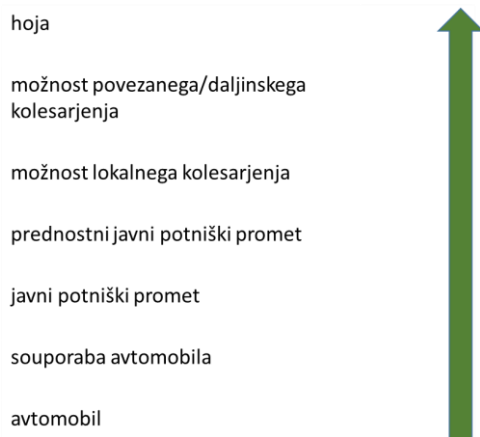 hoja
možnost povezanega/daljinskega
kolesarjenja
možnost lokalnega kolesarjenja
prednostni javni potniški promet
javni potniški promet
souporaba avtomobila
avtomobil